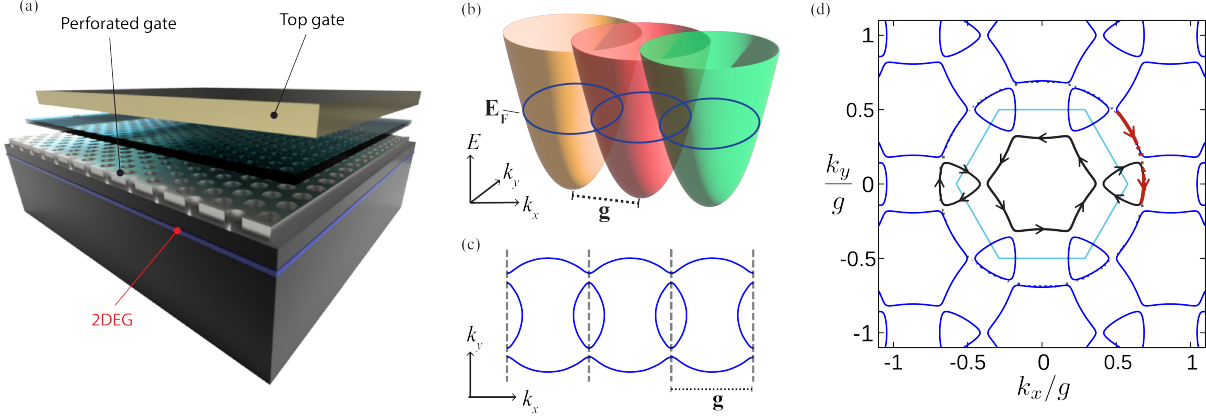 (a)
Perforated gate
Top gate
2DEG
(b)
E_F
E
k_y
k_x
g
(c)
k_y
k_x
g
(d)
k_y
g
1
0.5
0
-0.5
-1
-1
-0.5
0
0.5
1
k_x/g